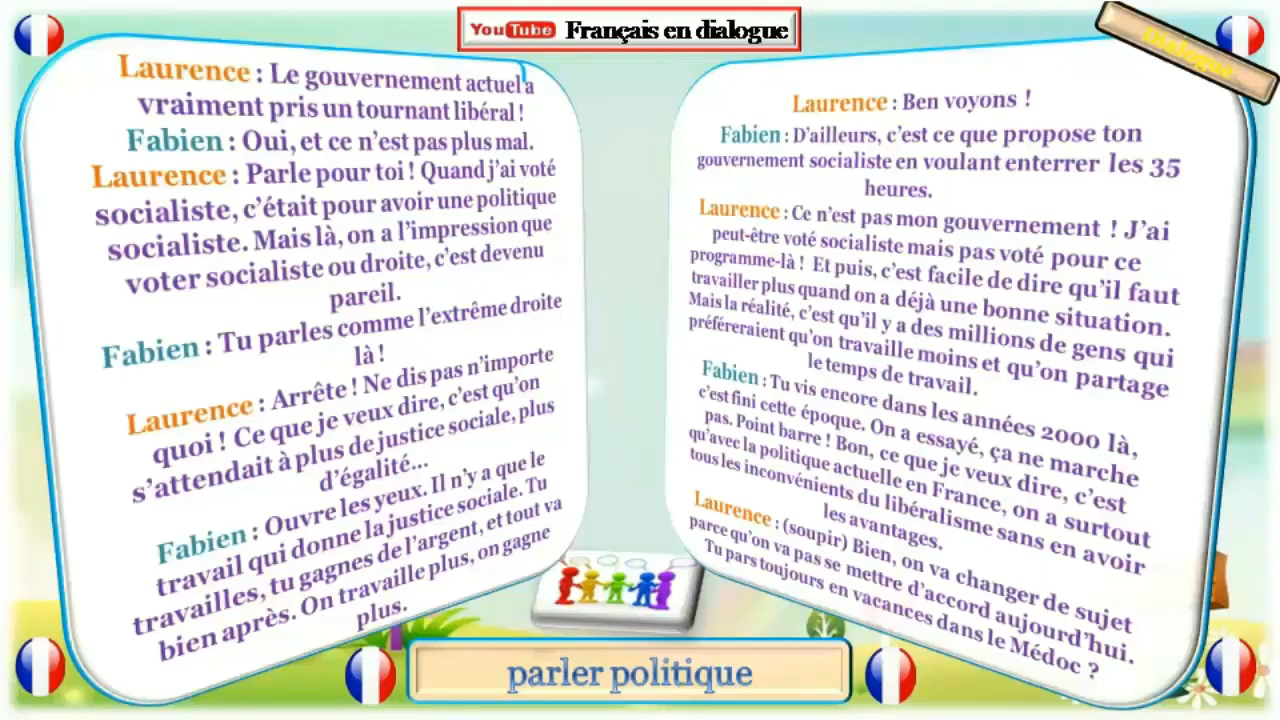 YouTube Français en dialogue
Dialogue
Laurence : Le gouvernement actuel a
vraiment pris un tournant libéral !
Fabien : Oui, et ce n'est pas plus mal.
Laurence : Parle pour toi ! Quand j'ai voté
socialiste, c'était pour avoir une politique
socialiste. Mais là, on a l'impression que
voter socialiste ou droite, c'est devenu
pareil.
Fabien : Tu parles comme l'extrême droite
là !
Laurence : Arrête ! Ne dis pas n'importe
quoi ! Ce que je veux dire, c'est qu'on
s'attendait à plus de justice sociale, plus
d'égalité…
Fabien : Ouvre les yeux. Il n'y a que le
travail qui donne la justice sociale. Tu
travailles, tu gagnes de l'argent, et tout va
bien après. On travaille plus, on gagne
plus.
Laurence : Ben voyons !
Fabien : D'ailleurs, c'est ce que propose ton
gouvernement socialiste en voulant enterrer les 35
heures.
Laurence : Ce n'est pas mon gouvernement ! J'ai
peut-être voté socialiste mais pas voté pour ce
programme-là ! Et puis, c'est facile de dire qu'il faut
travailler plus quand on a déjà une bonne situation.
Mais la réalité, c'est qu'il y a des millions de gens qui
préféreraient qu'on travaille moins et qu'on partage
le temps de travail.
Fabien : Tu vis encore dans les années 2000 là,
c'est fini cette époque. On a essayé, ça ne marche
pas. Point barre ! Bon, ce que je veux dire, c'est
qu'avec la politique actuelle en France, on a surtout
tous les inconvénients du libéralisme sans en avoir
les avantages.
Laurence : (soupir) Bien, on va changer de sujet
parce qu'on va pas se mettre d'accord aujourd'hui.
Tu pars toujours en vacances dans le Médoc ?
parler politique